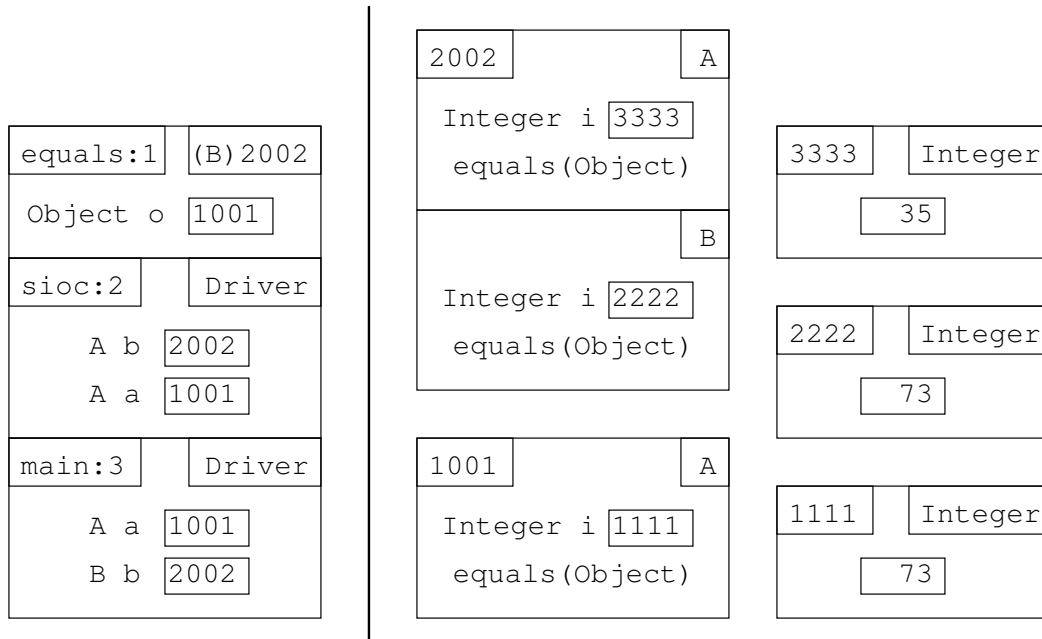 equals:1 (B)2002
Object o 1001
sioc:2 Driver
A b 2002
A a 1001
main:3 Driver
A a 1001
B b 2002
2002 A
Integer i 3333
equals(Object)
B
Integer i 2222
equals(Object)
1001 A
Integer i 1111
equals(Object)
3333 Integer
35
2222 Integer
73
1111 Integer
73